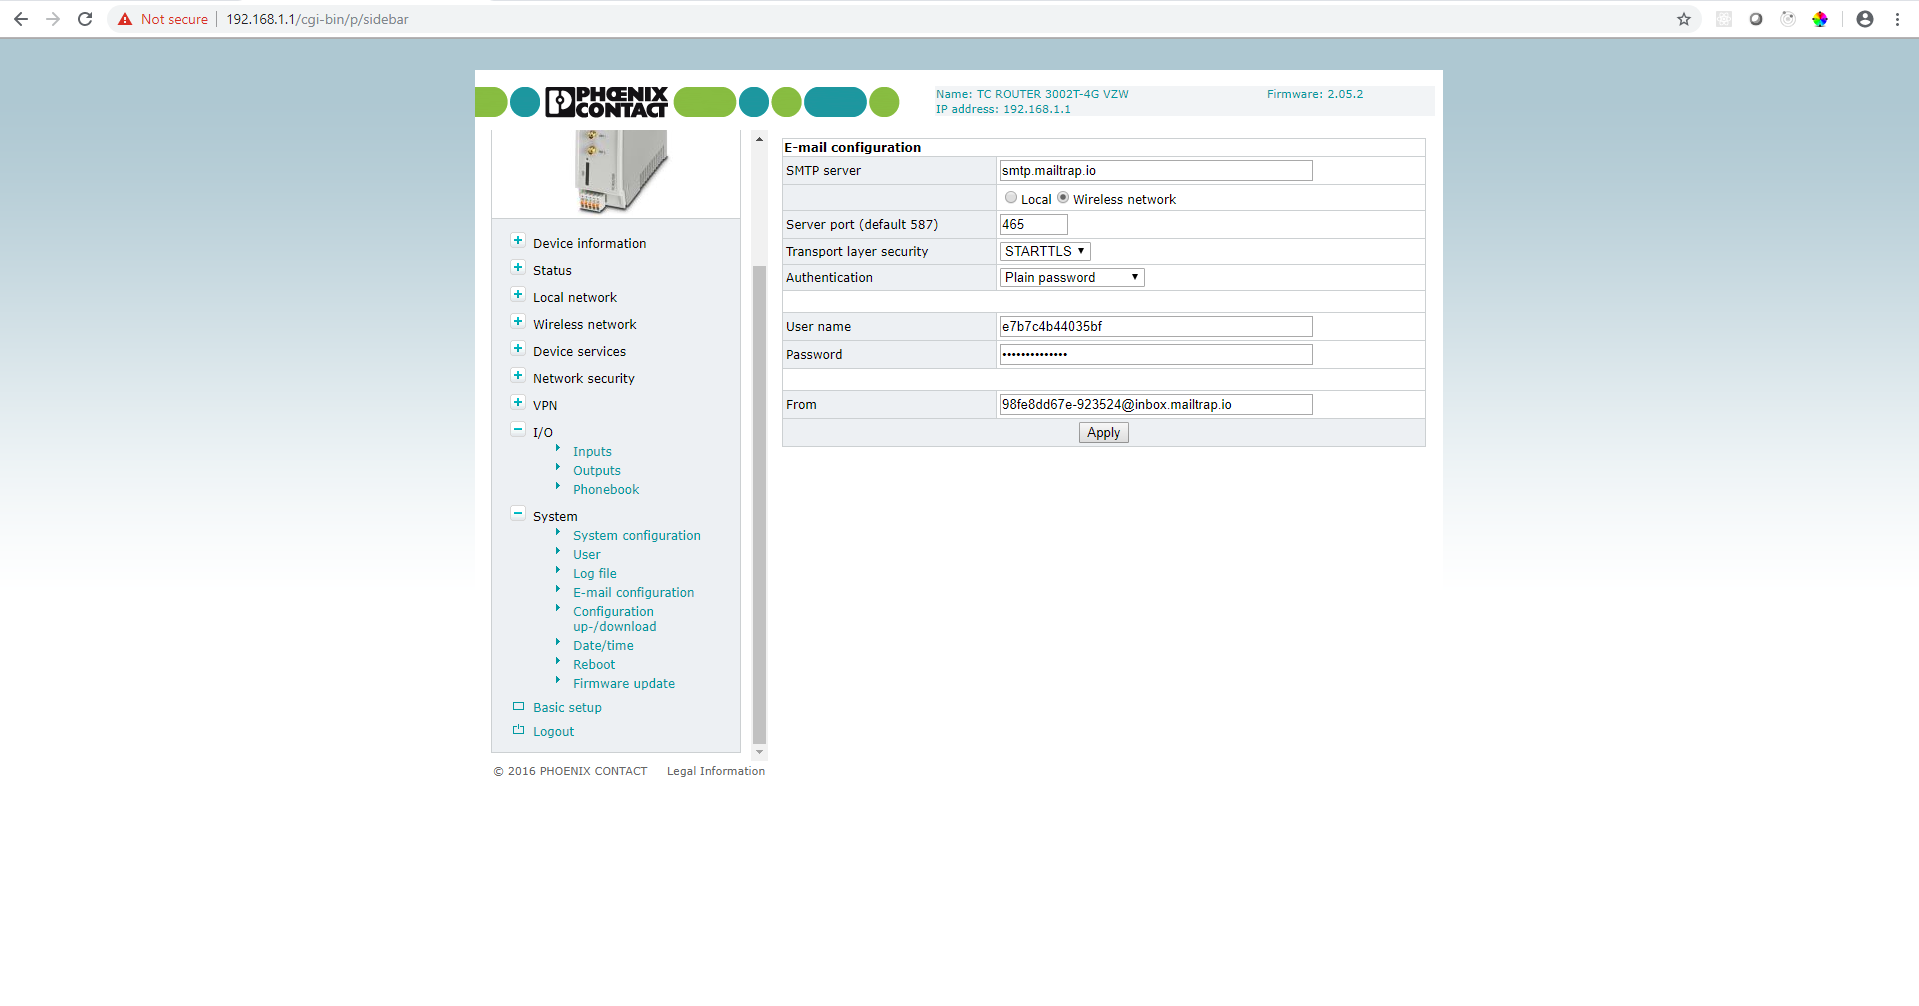 Not secure 192.168.1.1/cgi-bin/p/sidebar
PHŒNIX
CONTACT
Name: TC ROUTER 3002T-4G VZW Firmware: 2.05.2
IP address: 192.168.1.1
Device information
Status
Local network
Wireless network
Device services
Network security
VPN
I/O
Inputs
Outputs
Phonebook
System
System configuration
User
Log file
E-mail configuration
Configuration
up-/download
Date/time
Reboot
Firmware update
Basic setup
Logout
© 2016 PHOENIX CONTACT Legal Information
E-mail configuration
SMTP server smtp.mailtrap.io
Local Wireless network
Server port (default 587) 465
Transport layer security STARTTLS
Authentication Plain password
User name e7b7c4b44035bf
Password ••••••••••••••
From 98fe8dd67e-923524@inbox.mailtrap.io
Apply